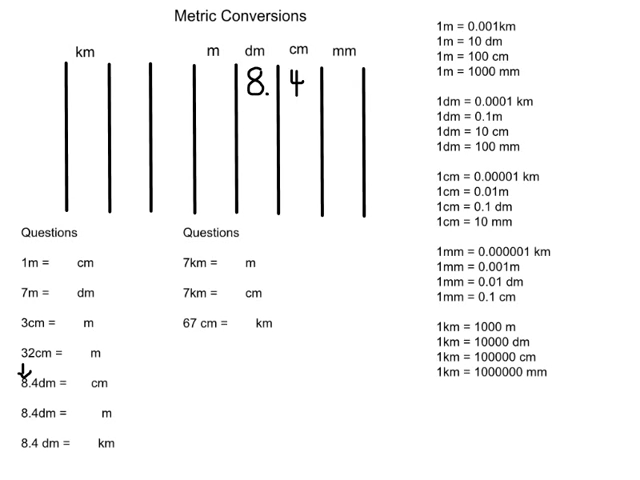 Metric Conversions
km m dm cm mm
8. 4
Questions
1m = cm
7m = dm
3cm = m
32cm = m
8.4dm = cm
8.4dm = m
8.4 dm = km
Questions
7km = m
7km = cm
67 cm = km
1m = 0.001km
1m = 10 dm
1m = 100 cm
1m = 1000 mm
1dm = 0.0001 km
1dm = 0.1m
1dm = 10 cm
1dm = 100 mm
1cm = 0.00001 km
1cm = 0.01m
1cm = 0.1 dm
1cm = 10 mm
1mm = 0.000001 km
1mm = 0.001m
1mm = 0.01 dm
1mm = 0.1 cm
1km = 1000 m
1km = 10000 dm
1km = 100000 cm
1km = 1000000 mm